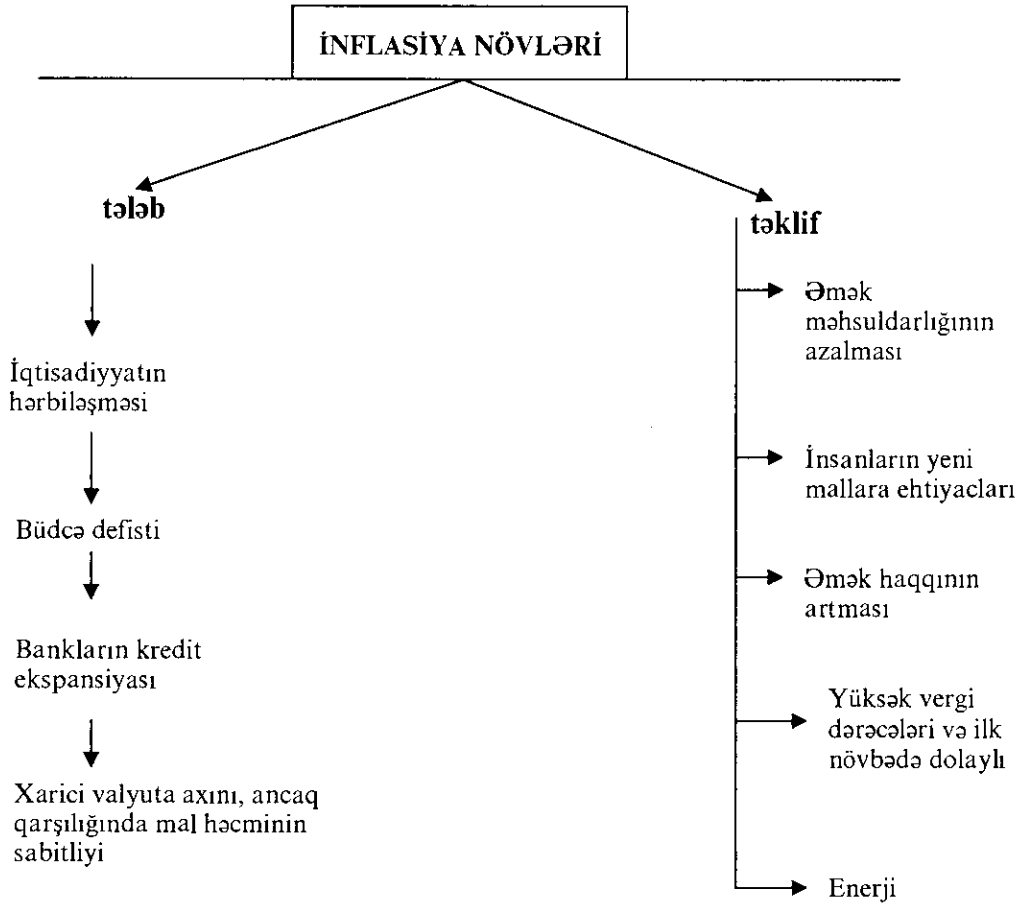 İNFLASİYA NÖVLƏRİ
tələb
İqtisadiyyatın
hərbiləşməsi
Büdcə defisti
Bankların kredit
ekspansiyası
Xarici valyuta axını, ancaq
qarşılığında mal həcminin
sabitliyi
təklif
Əmək
məhsuldarlığının
azalması
İnsanların yeni
mallara ehtiyacları
Əmək haqqının
artması
Yüksək vergi
dərəcələri və ilk
növbədə dolaylı
Enerji